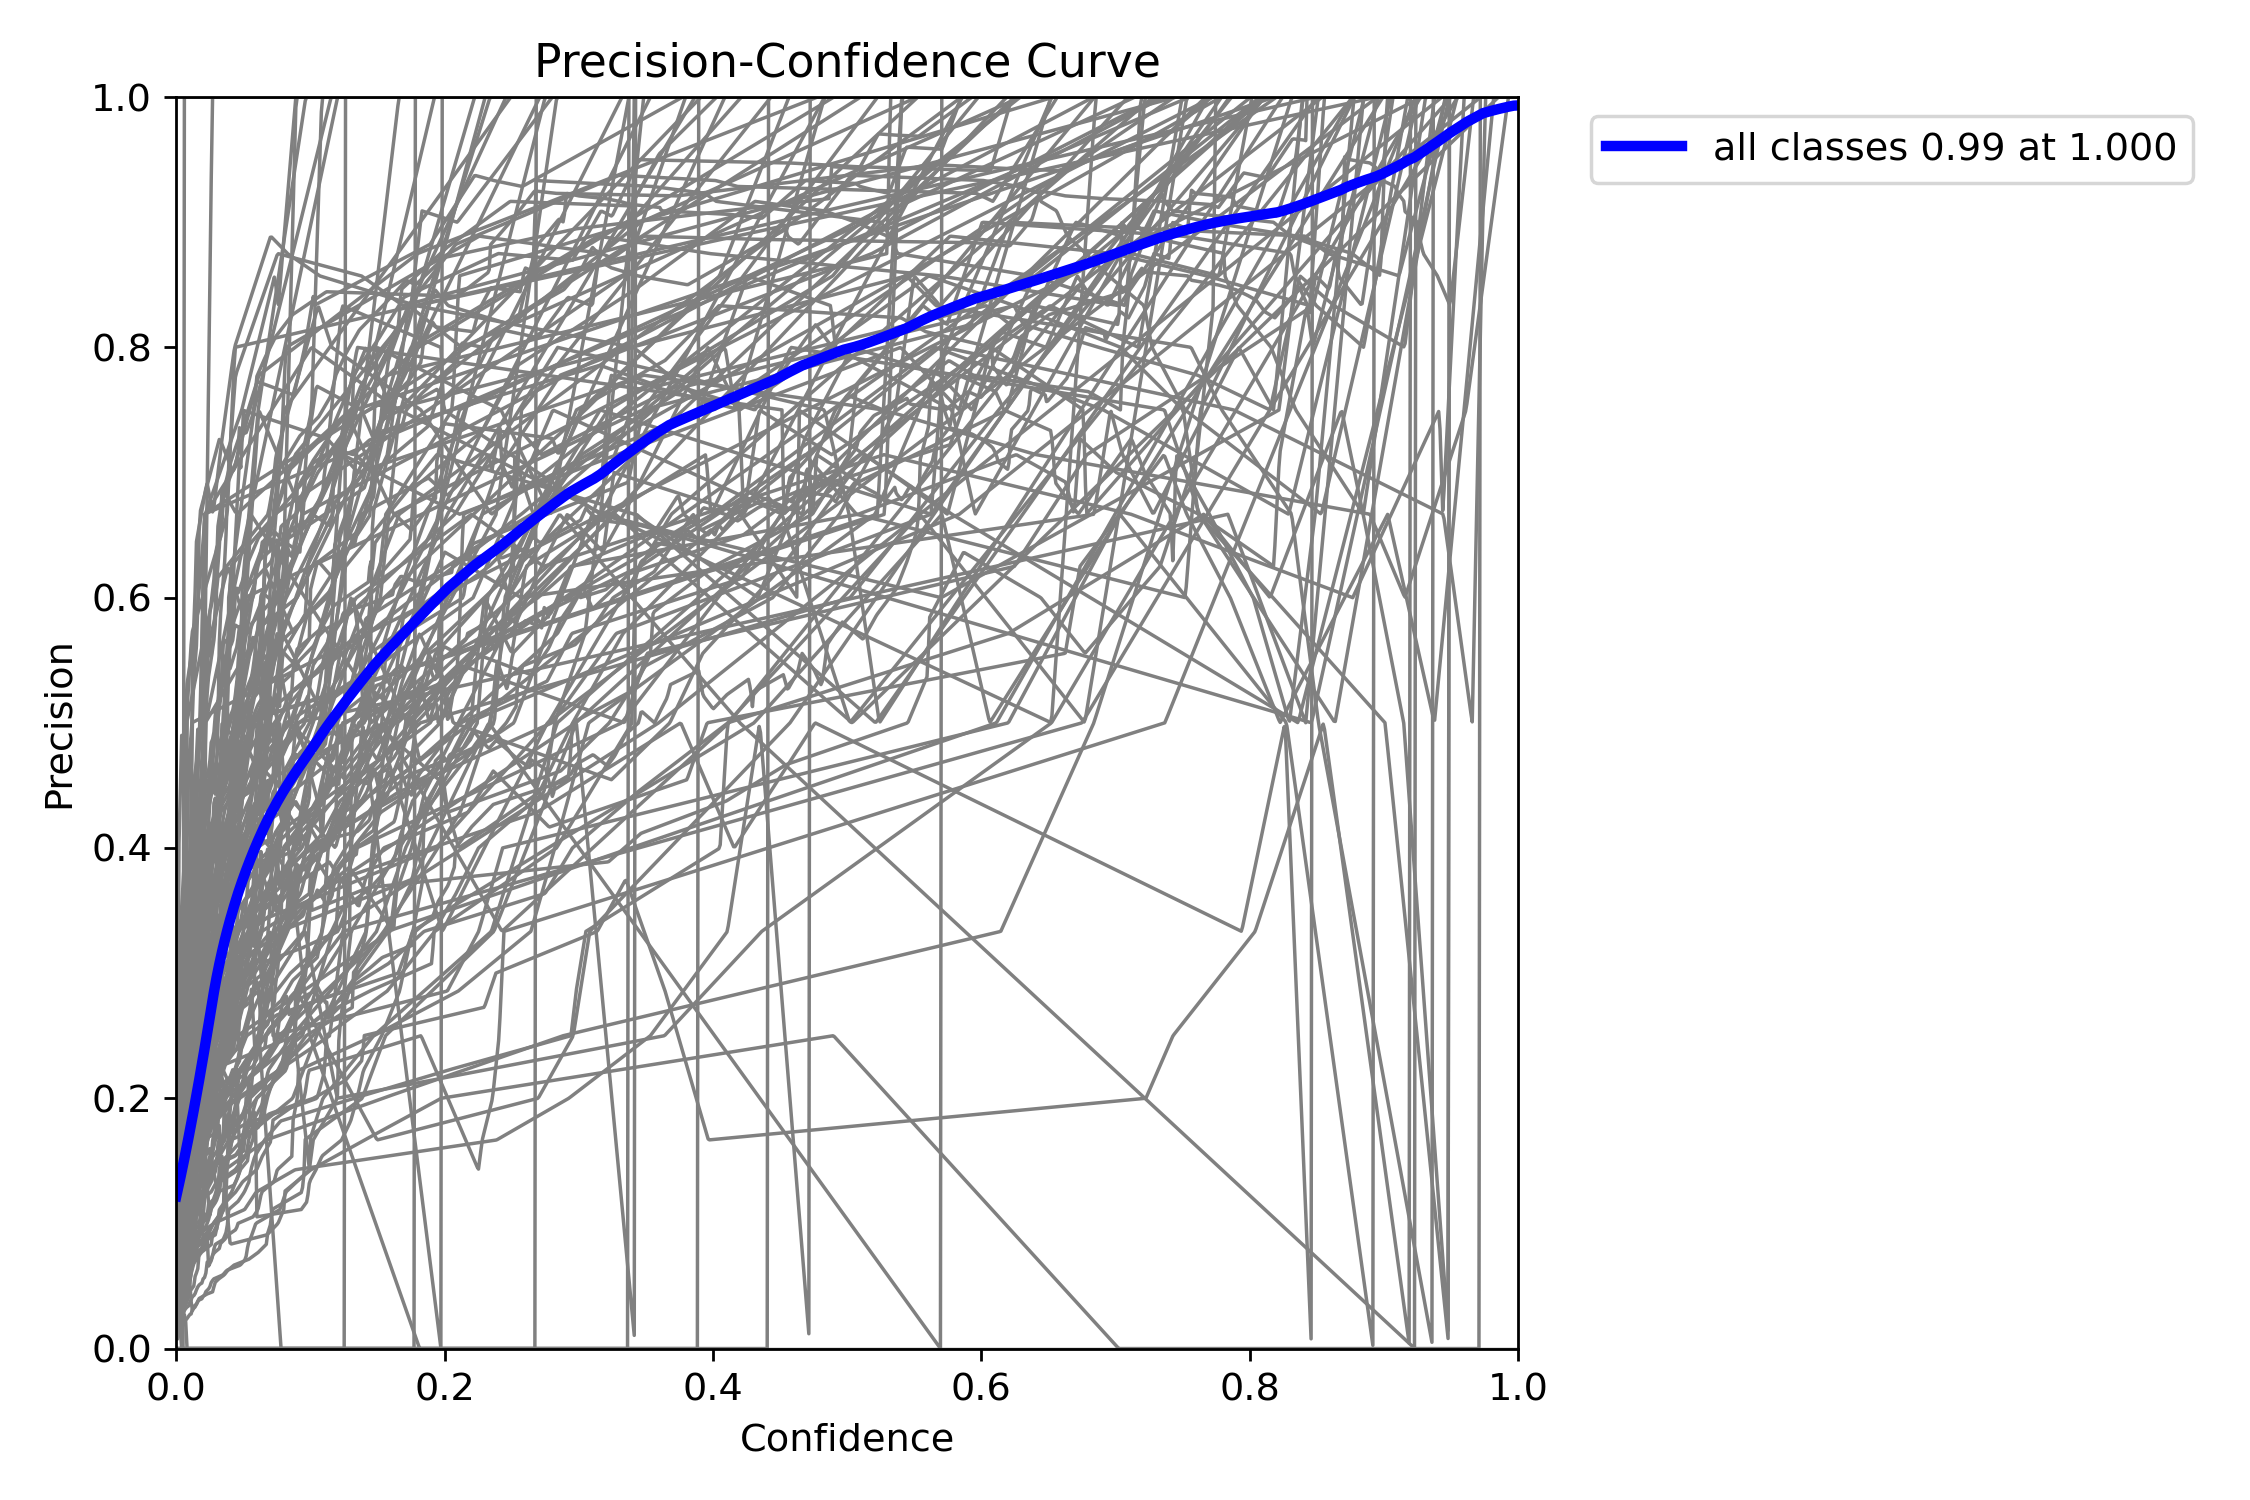 Precision-Confidence Curve
all classes 0.99 at 1.000
1.0
0.8
0.6
0.4
0.2
0.0
Precision
0.0 0.2 0.4 0.6 0.8 1.0
Confidence